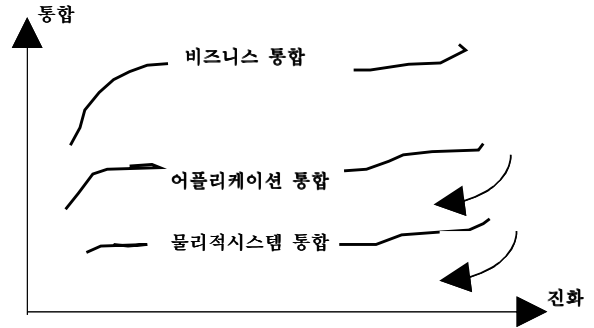 통합
비즈니스 통합
어플리케이션 통합
물리적시스템 통합
진화